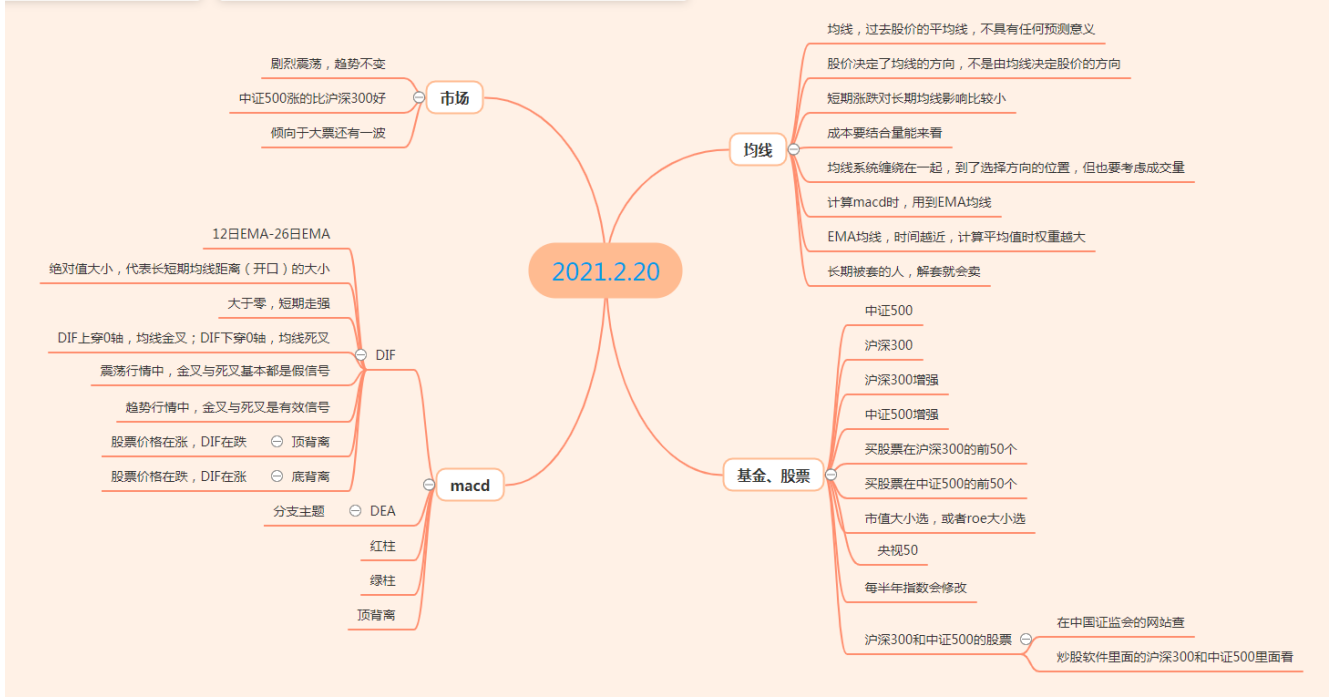 2021.2.20
市场
剧烈震荡，趋势不变
中证500涨的比沪深300好
倾向于大票还有一波
macd
DIF
12日EMA-26日EMA
绝对值大小，代表长短期均线距离（开口）的大小
大于零，短期走强
DIF上穿0轴，均线金叉；DIF下穿0轴，均线死叉
震荡行情中，金叉与死叉基本都是假信号
趋势行情中，金叉与死叉是有效信号
股票价格在涨，DIF在跌 顶背离
股票价格在跌，DIF在涨 底背离
分支主题 DEA
红柱
绿柱
顶背离
均线
均线，过去股价的平均线，不具有任何预测意义
股价决定了均线的方向，不是由均线决定股价的方向
短期涨跌对长期均线影响比较小
成本要结合量能来看
均线系统缠绕在一起，到了选择方向的位置，但也要考虑成交量
计算macd时，用到EMA均线
EMA均线，时间越近，计算平均值时权重越大
长期被套的人，解套就会卖
基金、股票
中证500
沪深300
沪深300增强
中证500增强
买股票在沪深300的前50个
买股票在中证500的前50个
市值大小选，或者roe大小选
央视50
每半年指数会修改
沪深300和中证500的股票
在中国证监会的网站查
炒股软件里面的沪深300和中证500里面看